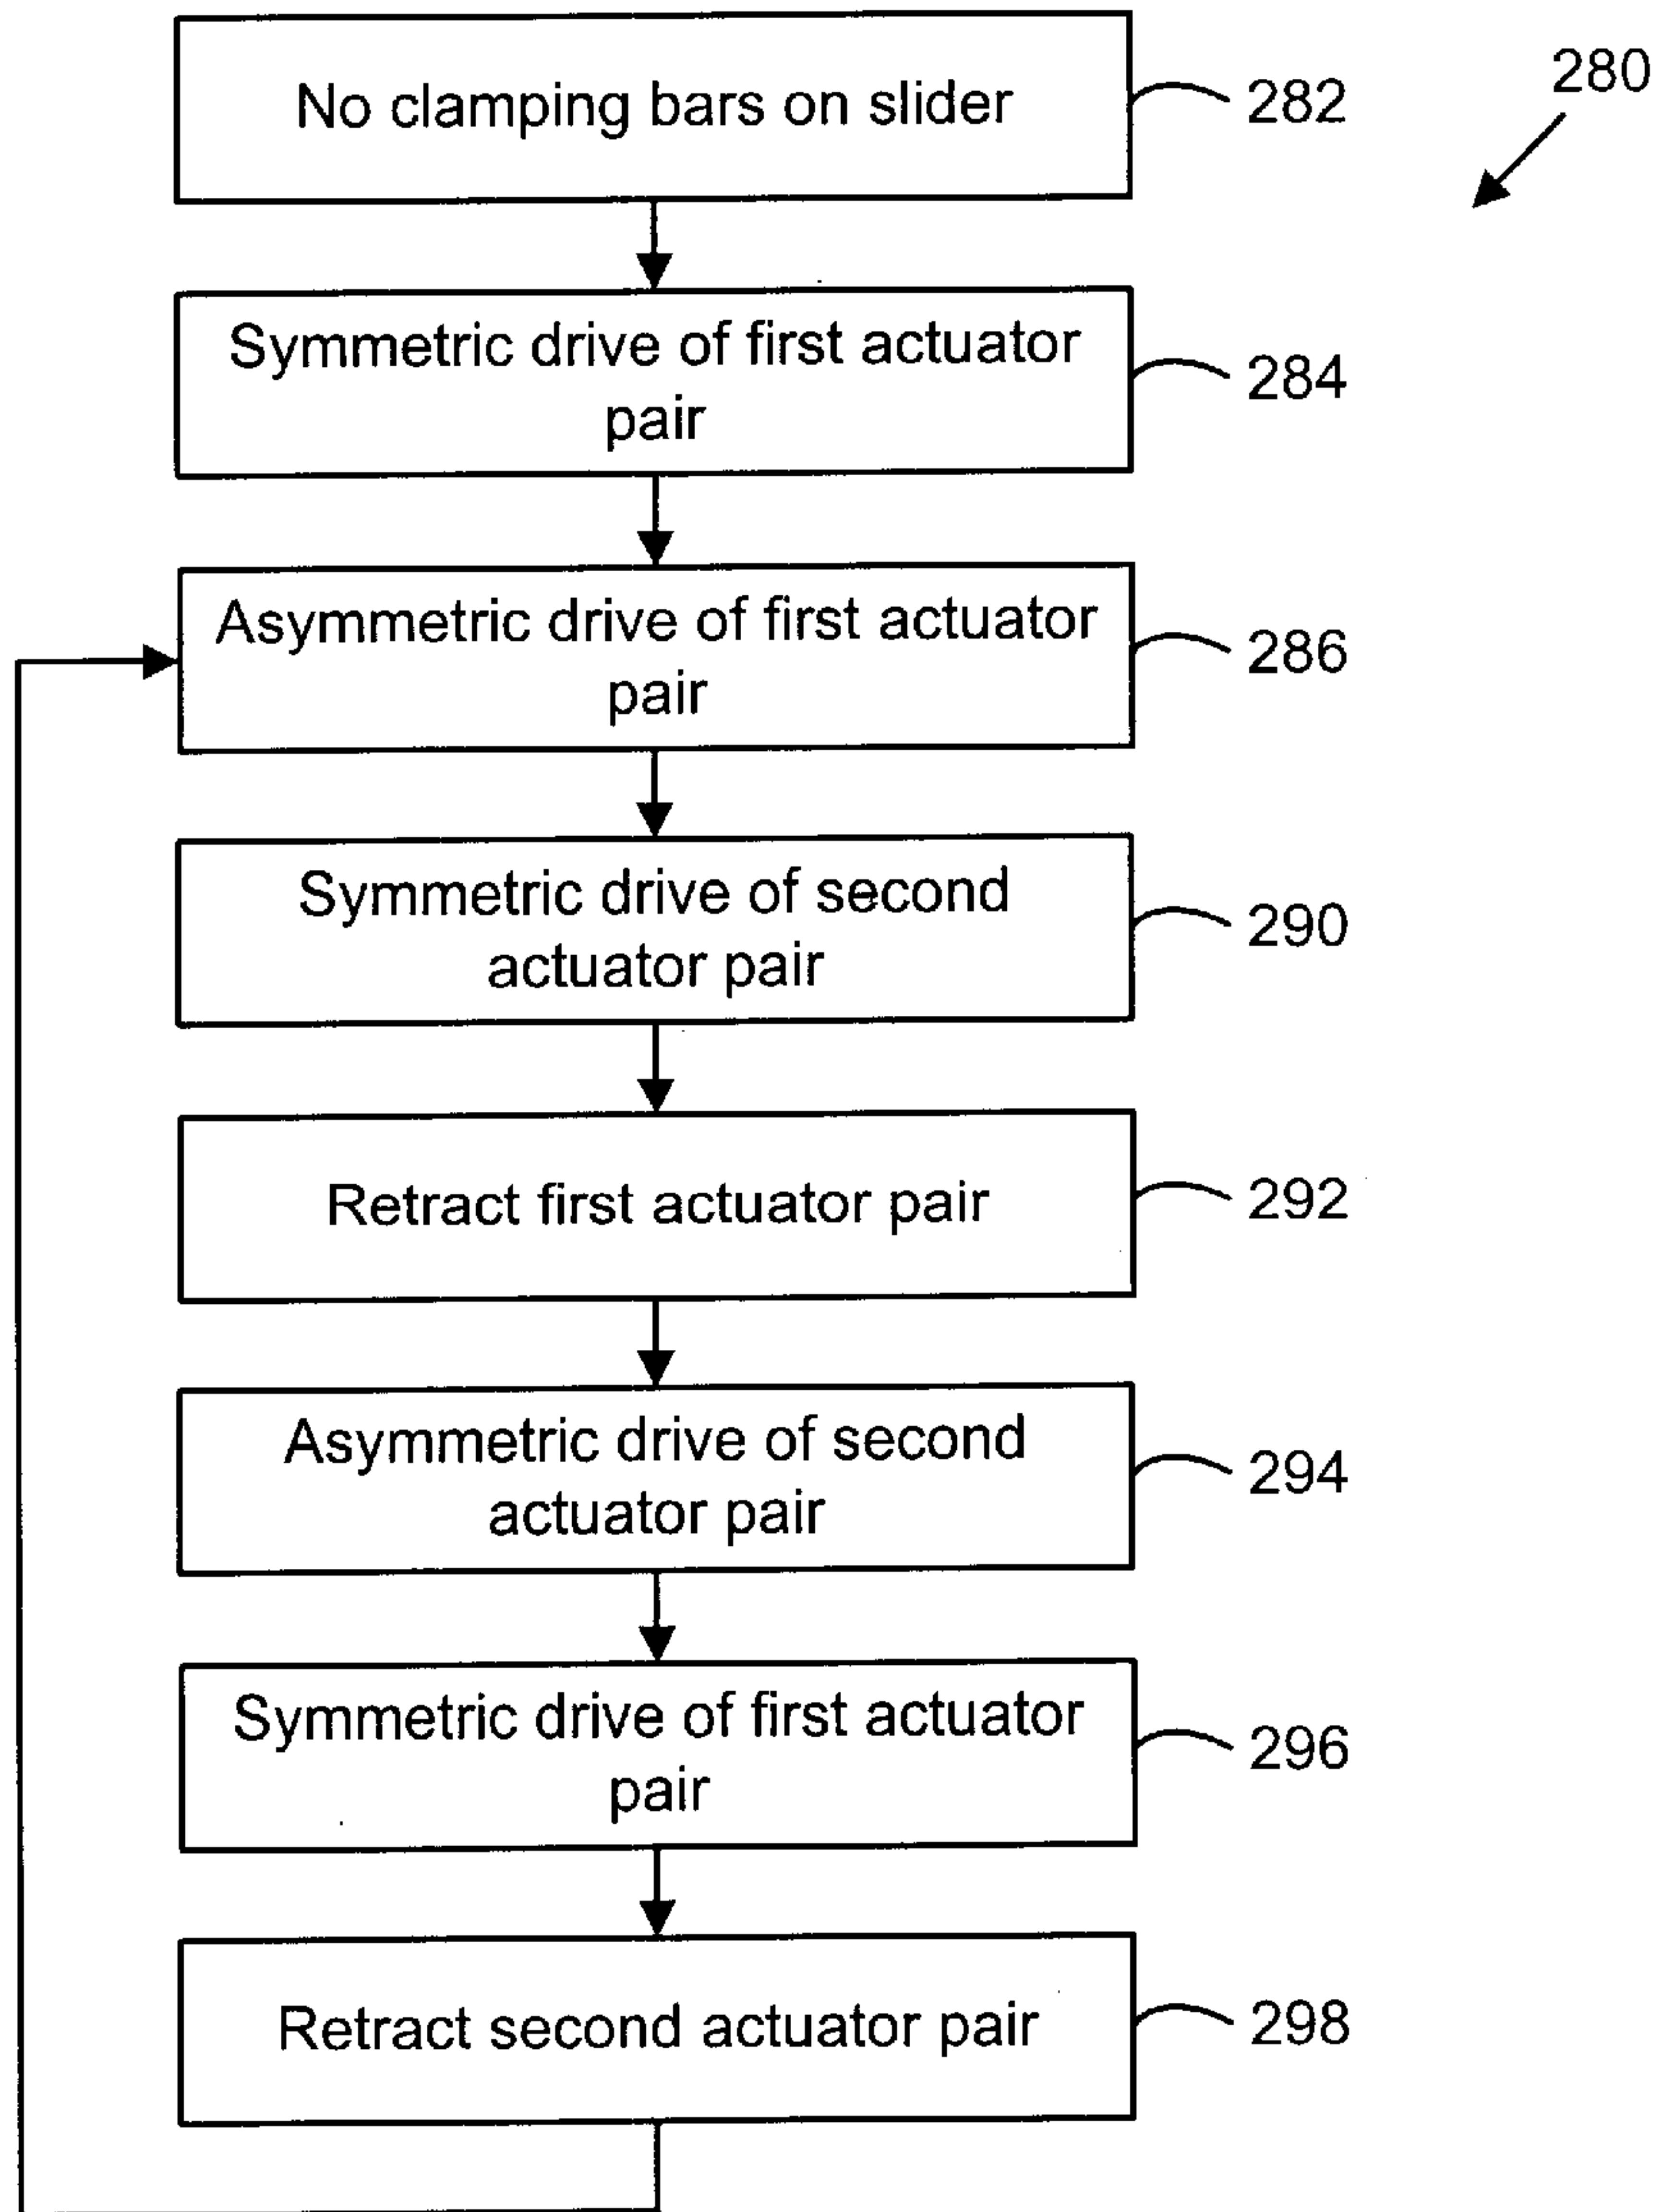 280
No clamping bars on slider
282
Symmetric drive of first actuator
pair
284
Asymmetric drive of first actuator
pair
286
Symmetric drive of second
actuator pair
290
Retract first actuator pair
292
Asymmetric drive of second
actuator pair
294
Symmetric drive of first actuator
pair
296
Retract second actuator pair
298